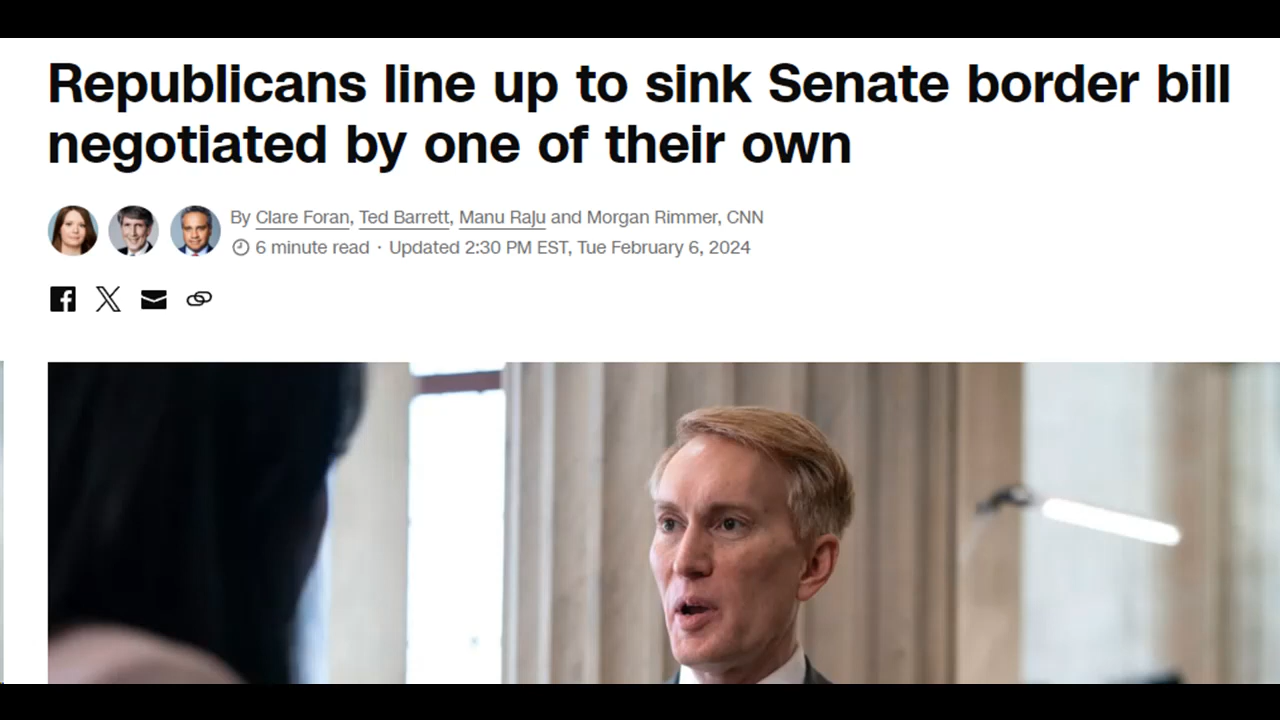 Republicans line up to sink Senate border bill
negotiated by one of their own
By Clare Foran, Ted Barrett, Manu Raju and Morgan Rimmer, CNN
6 minute read · Updated 2:30 PM EST, Tue February 6, 2024